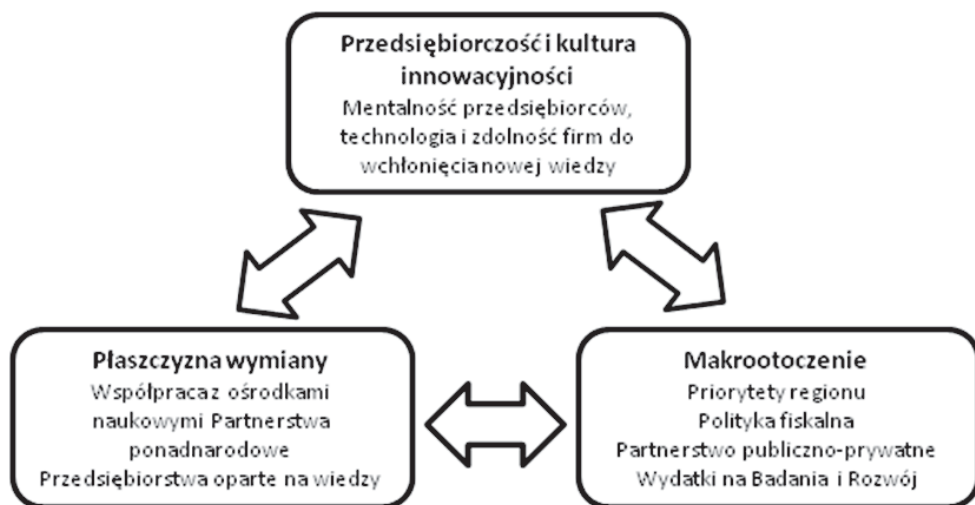 Przedsiębiorczość i kultura
innowacyjności
Mentalność przedsiębiorców,
technologia i zdolność firm do
wchłonięcia nowej wiedzy
Płaszczyzna wymiany
Współpraca z ośrodkami
naukowymi Partnerstwa
ponadnarodowe
Przedsiębiorstwa oparte na wiedzy
Makrootoczenie
Priorytety regionu
Polityka fiskalna
Partnerstwo publiczno-prywatne
Wydatki na Badania i Rozwój